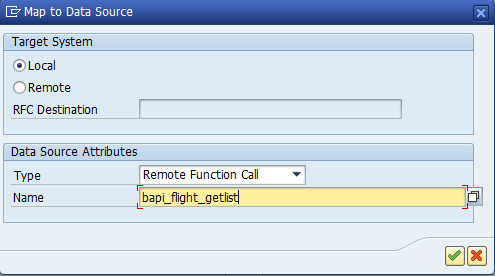 Map to Data Source
Target System
Local
Remote
RFC Destination
Data Source Attributes
Type Remote Function Call
Name bapi_flight_getlist